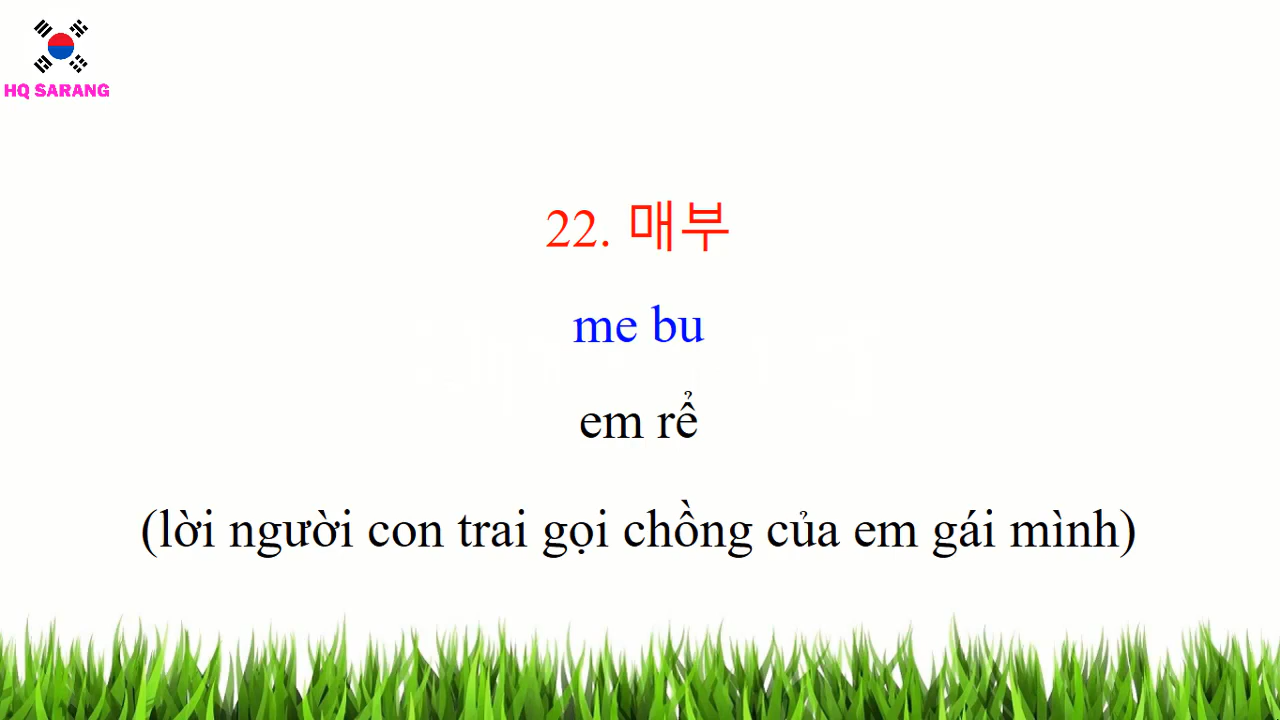 HQ SARANG
22. 매부
me bu
em rể
(lời người con trai gọi chồng của em gái mình)